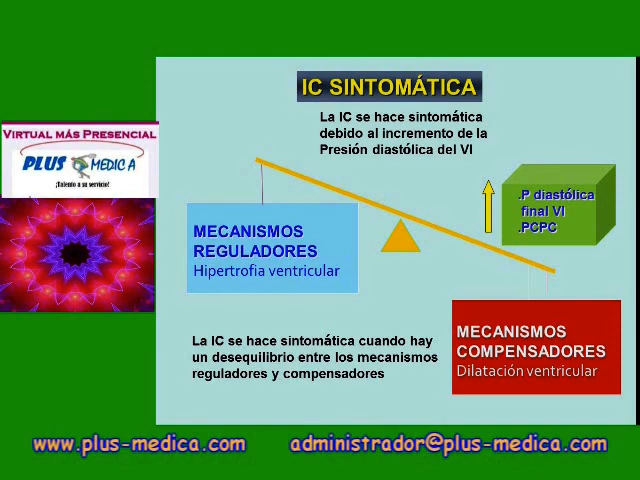 IC SINTOMÁTICA
La IC se hace sintomática
debido al incremento de la
Presión diastólica del VI
VIRTUAL MÁS PRESENCIAL
PLUS MEDICA
¡Talento a su servicio!
.P diastólica
final VI
.PCPC
MECANISMOS
REGULADORES
Hipertrofia ventricular
MECANISMOS
COMPENSADORES
Dilatación ventricular
La IC se hace sintomática cuando hay
un desequilibrio entre los mecanismos
reguladores y compensadores
www.plus-medica.com
administrador@plus-medica.com